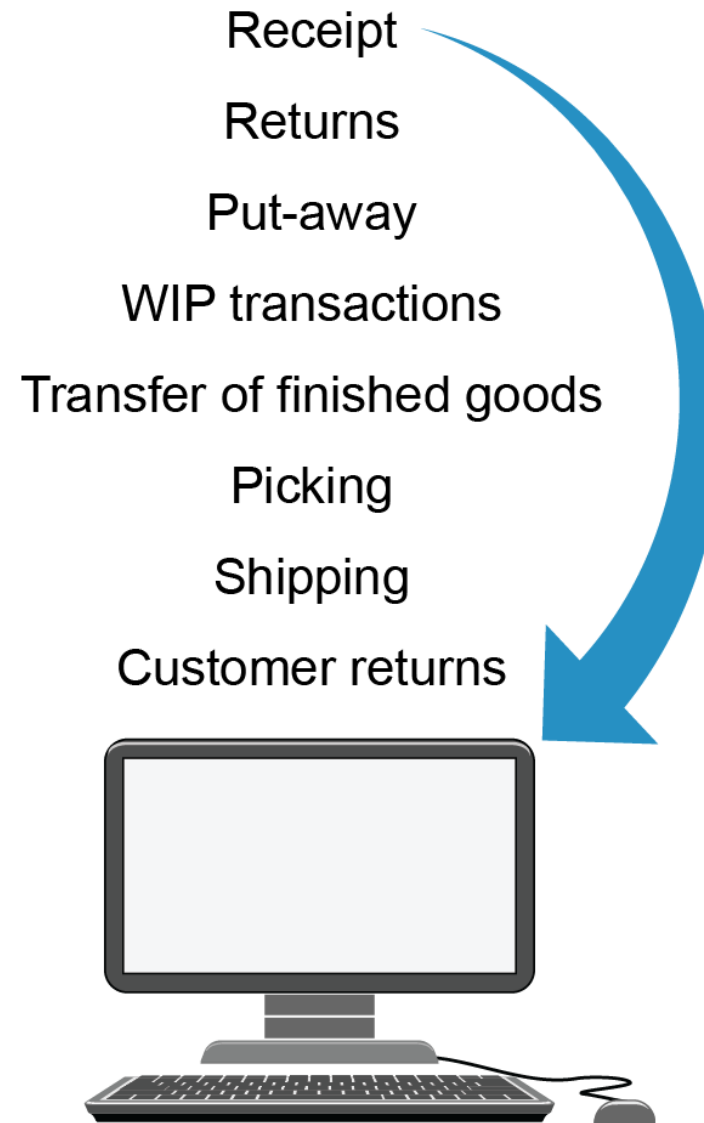 Receipt
Returns
Put-away
WIP transactions
Transfer of finished goods
Picking
Shipping
Customer returns